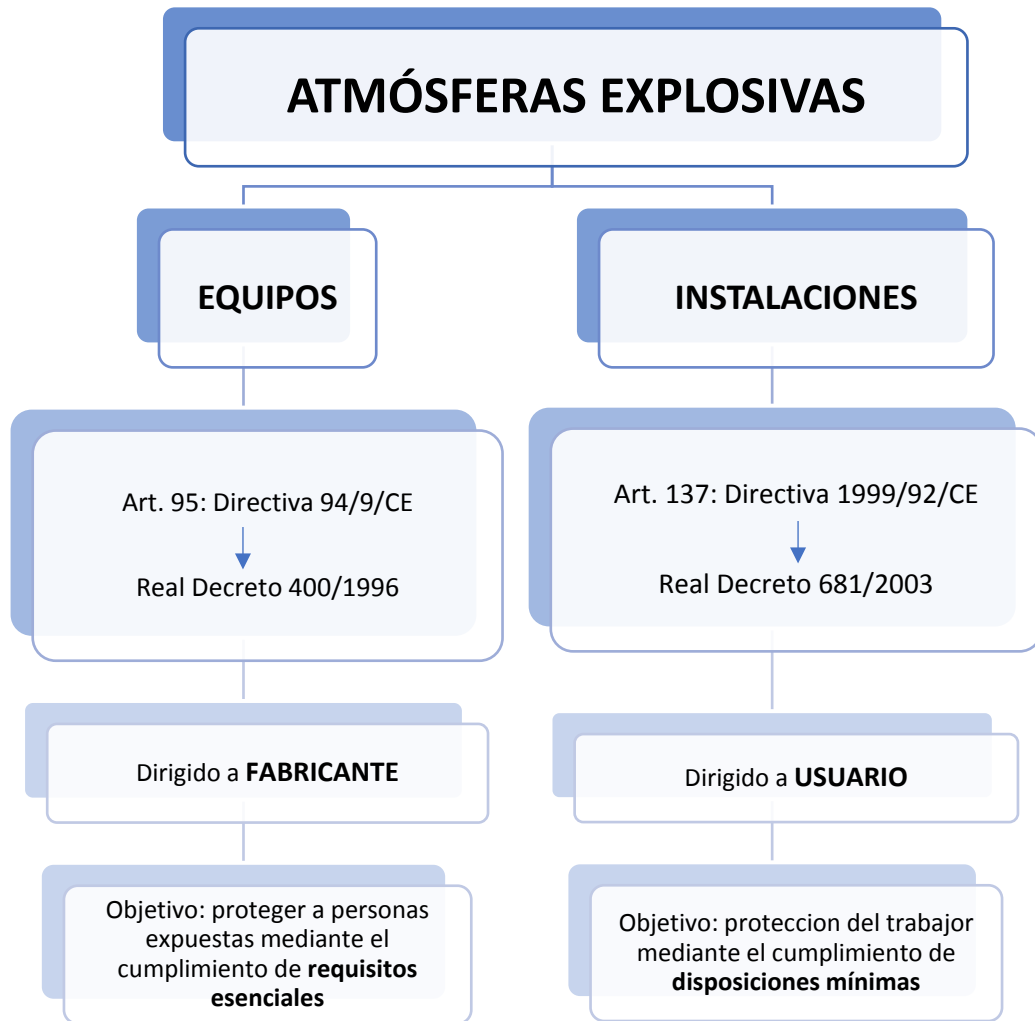 ATMÓSFERAS EXPLOSIVAS
EQUIPOS
INSTALACIONES
Art. 95: Directiva 94/9/CE
Real Decreto 400/1996
Art. 137: Directiva 1999/92/CE
Real Decreto 681/2003
Dirigido a FABRICANTE
Dirigido a USUARIO
Objetivo: proteger a personas
expuestas mediante el
cumplimiento de requisitos
esenciales
Objetivo: proteccion del trabajor
mediante el cumplimiento de
disposiciones mínimas